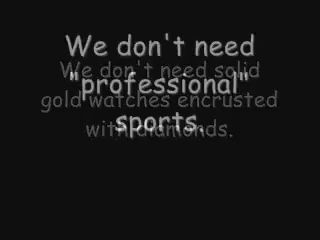 We don't need
"professional"
sports.
We don't need solid
gold watches encrusted
with diamonds.